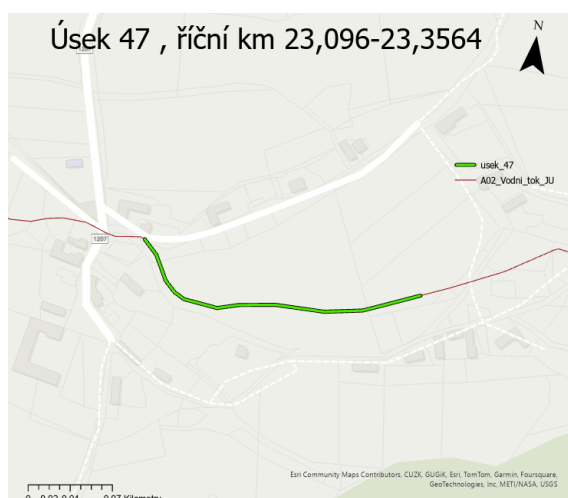 Úsek 47 , říční km 23,096-23,3564
N
usek_47
A02_Vodni_tok_JU
1207
Esri Community Maps Contributors, CUZK, GUGiK, Esri, TomTom, Garmin, Foursquare,
GeoTechnologies, Inc, METI/NASA, USGS